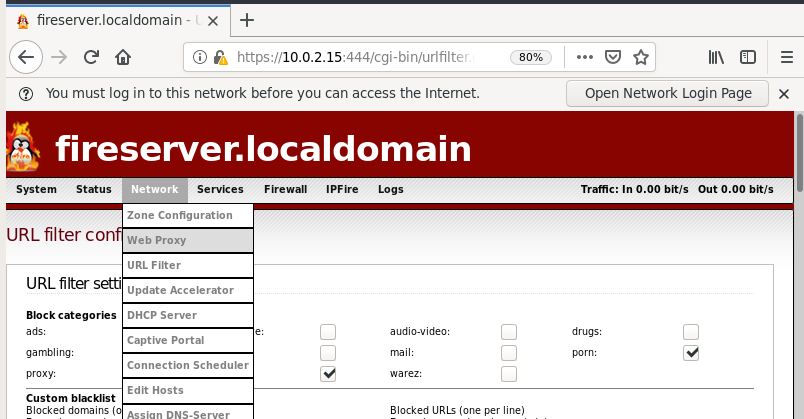 fireserver.localdomain - U
https://10.0.2.15:444/cgi-bin/urlfilter. 80%
You must log in to this network before you can access the Internet. Open Network Login Page
fireserver.localdomain
System Status Network Services Firewall IPFire Logs Traffic: In 0.00 bit/s Out 0.00 bit/s
Zone Configuration
URL filter conf
Web Proxy
URL Filter
URL filter setti
Update Accelerator
Block categories
DHCP Server
ads: e: audio-video: drugs:
Captive Portal
gambling: mail: porn:
Connection Scheduler
proxy: warez:
Edit Hosts
Custom blacklist
Blocked domains (o Blocked URLs (one per line)
Assign DNS-Server